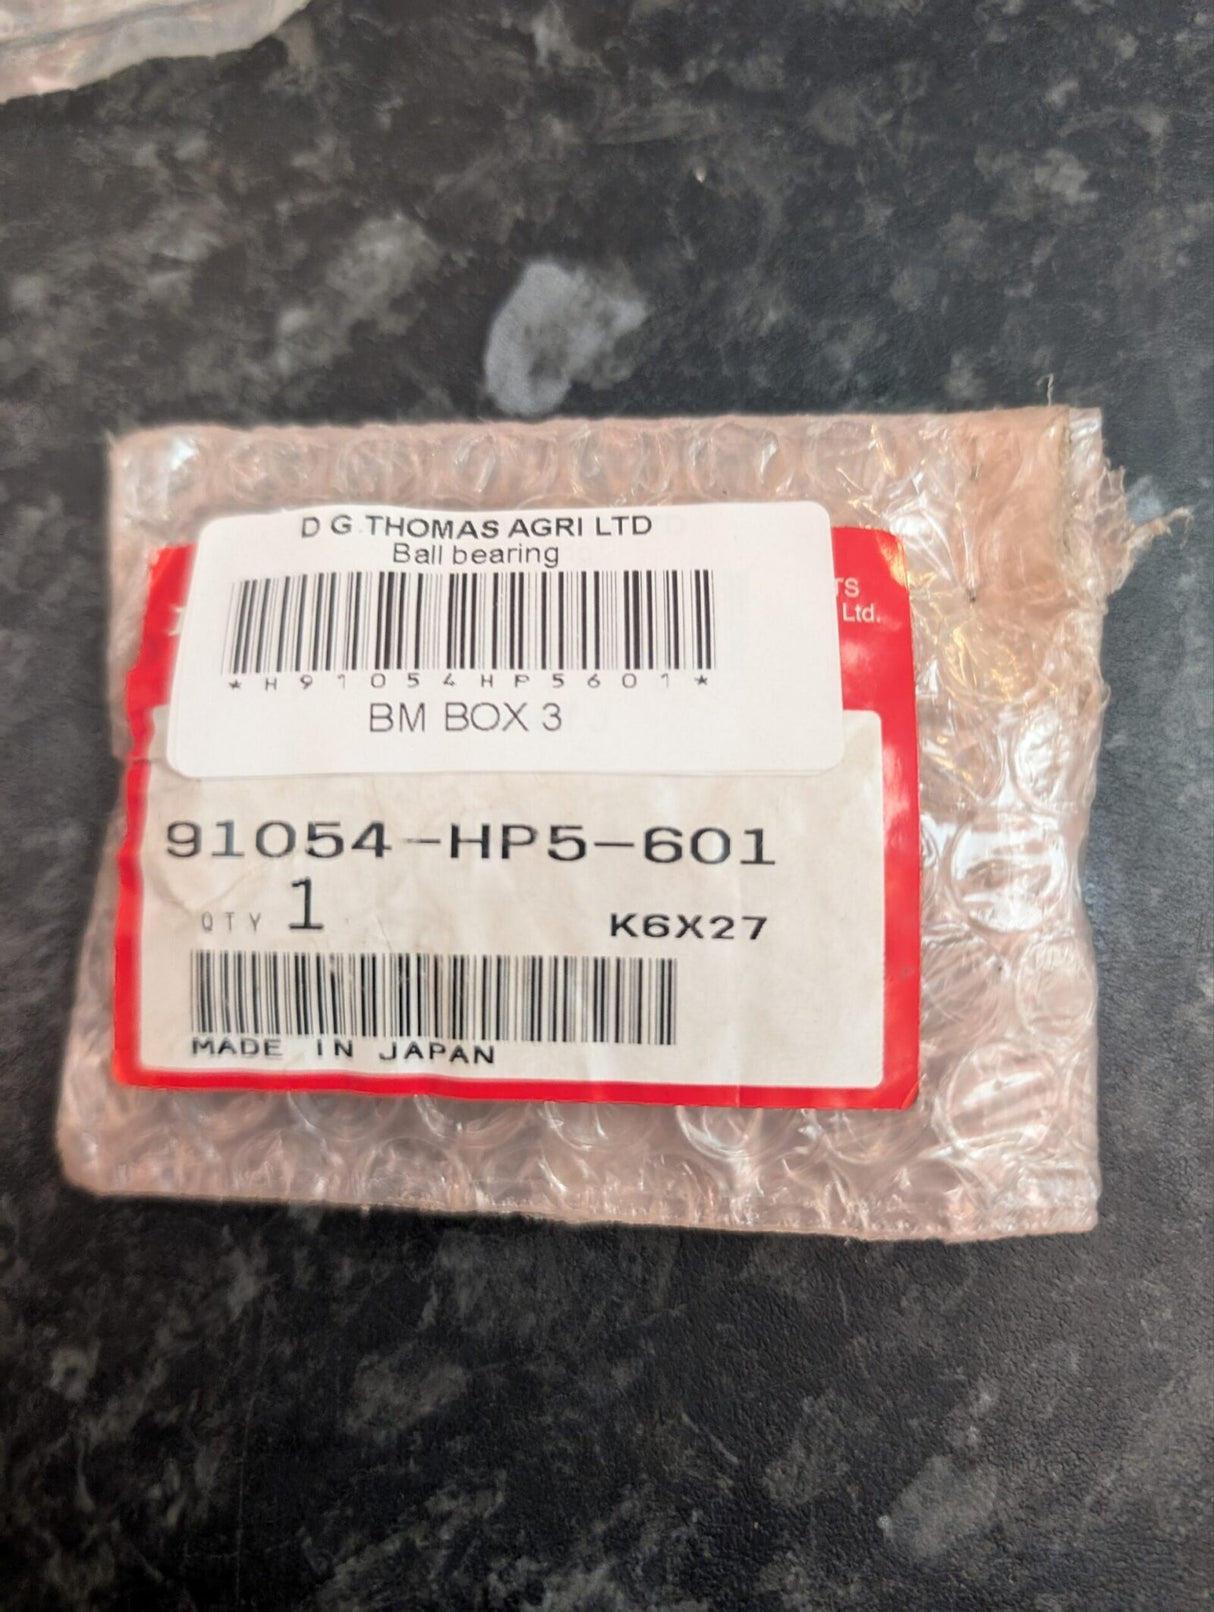 D G THOMAS AGRI LTD
Ball bearing
*H91054HP5601*
BM BOX 3
TS
Ltd.
91054-HP5-601
QTY 1
K6X27
MADE IN JAPAN